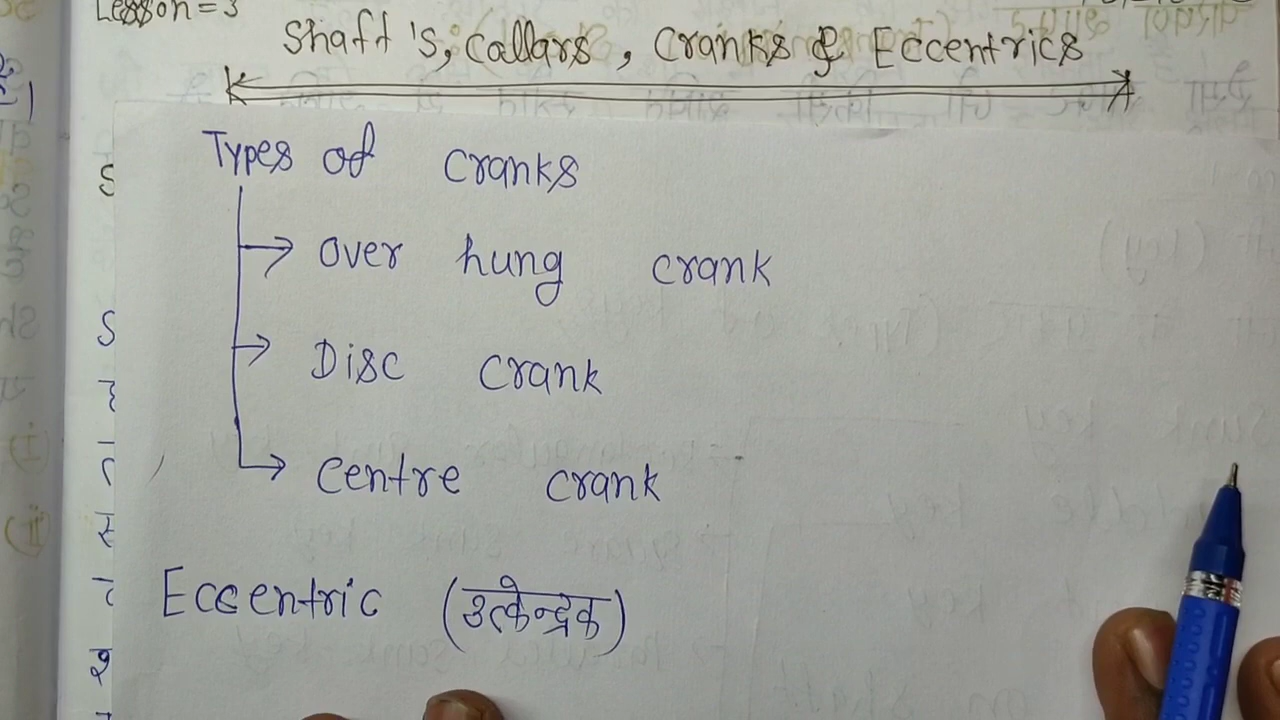 Lesson = 3
Shaft's, Callars, Cranks & Eccentrics
Types of cranks
Over hung crank
Disc crank
Centre crank
Eccentric (उत्केन्द्रक)